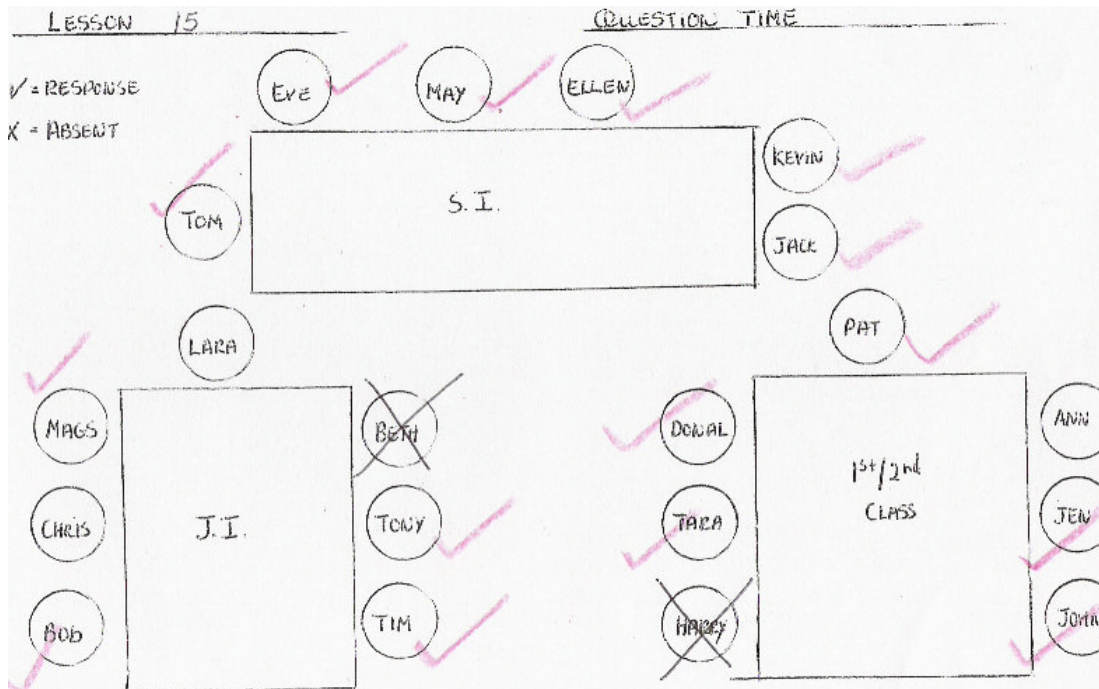 LESSON 15
QUESTION TIME
✓ = RESPONSE
X = ABSENT
EVE
MAY
ELLEN
KEVIN
TOM
S.I.
JACK
LARA
PAT
MAGS
BETH
DONAL
ANN
1st/2nd
CLASS
CHRIS
J.I.
TONY
TARA
JEN
BOB
TIM
HARRY
JOHN